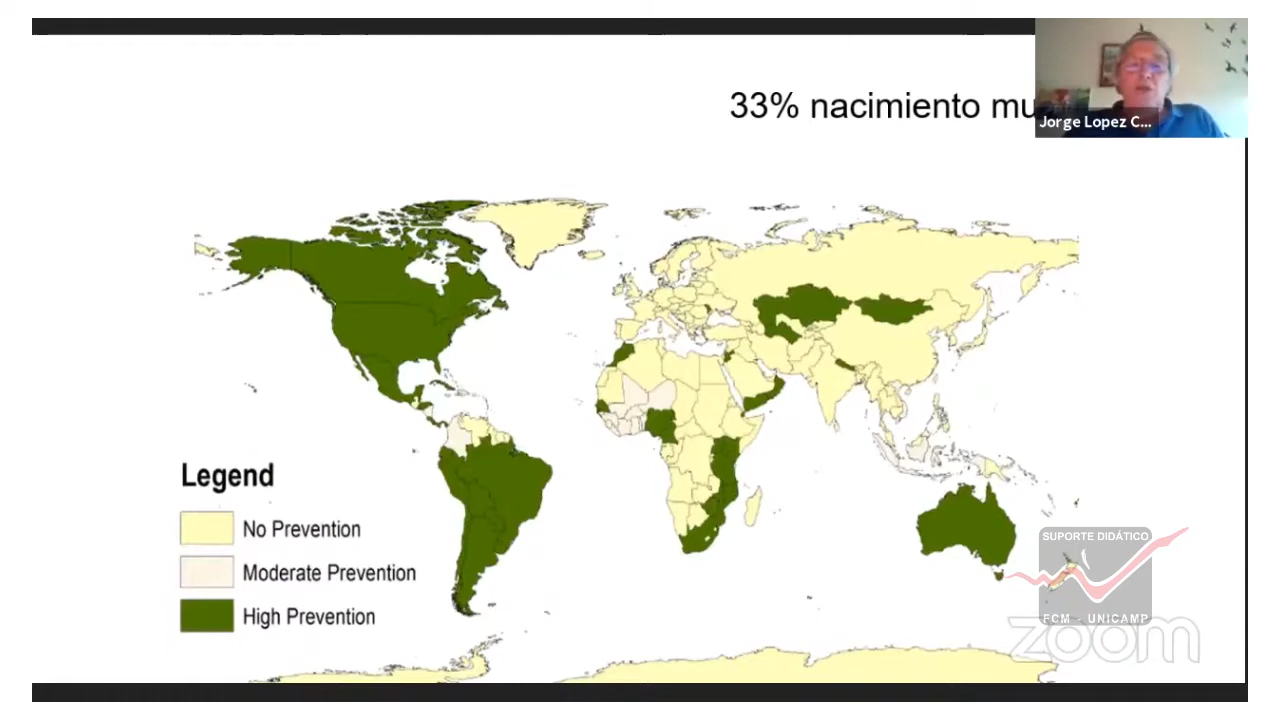 33% nacimiento mu
Jorge Lopez C...
Legend
No Prevention
Moderate Prevention
High Prevention
SUPORTE DIDÁTICO
FCM - UNICAMP
zoom